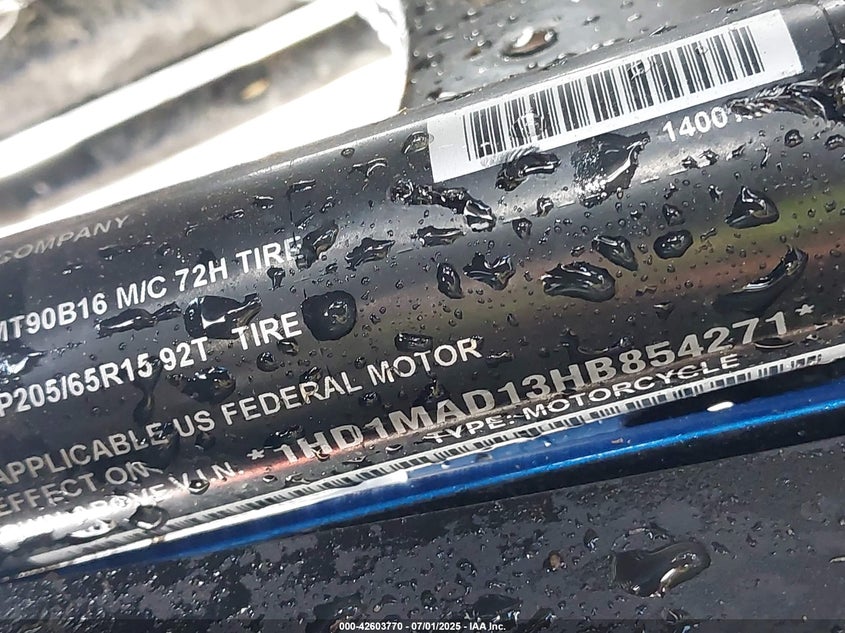 1400
COMPANY
MT90B16 M/C 72H TIRE
P205/65R15 92T TIRE
APPLICABLE US FEDERAL MOTOR
EFFECT ON
ABOVE V.I.N.
*1HD1MAD13HB854271*
TYPE: MOTORCYCLE
000-42603770 - 07/01/2025 - IAA Inc.